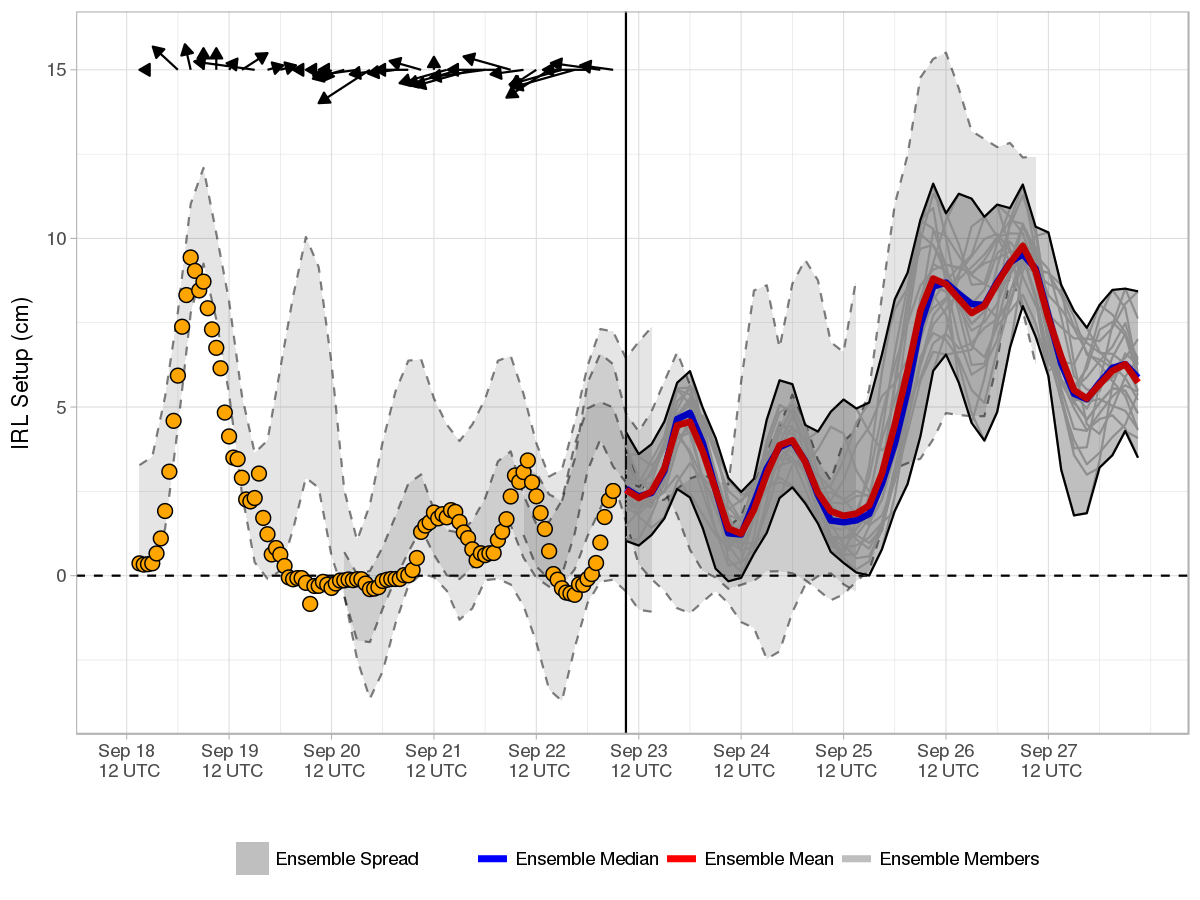 15
10
5
0
IRL Setup (cm)
Sep 18 Sep 19 Sep 20 Sep 21 Sep 22 Sep 23 Sep 24 Sep 25 Sep 26 Sep 27
12 UTC 12 UTC 12 UTC 12 UTC 12 UTC 12 UTC 12 UTC 12 UTC 12 UTC 12 UTC
Ensemble Spread Ensemble Median Ensemble Mean Ensemble Members